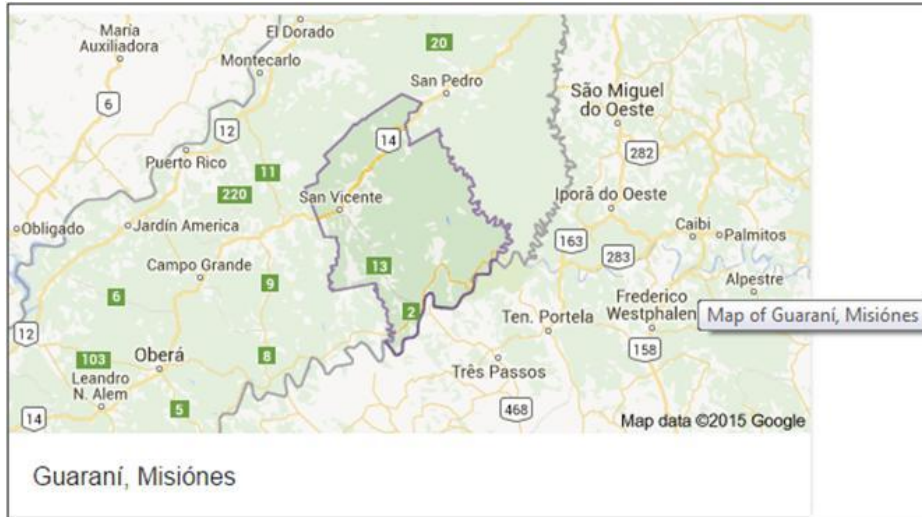 María
Auxiliadora
El Dorado
20
Montecarlo
San Pedro
6
São Miguel
do Oeste
12
14
Puerto Rico
282
11
220
San Vicente
Iporã do Oeste
Obligado
Jardín America
Caibi
Palmitos
163
283
Campo Grande
13
Alpestre
9
6
Frederico
Westphalen
2
Ten. Portela
Map of Guaraní, Misiónes
12
158
103
Oberá
8
Três Passos
Leandro
N. Alem
5
468
14
Map data ©2015 Google
Guaraní, Misiónes